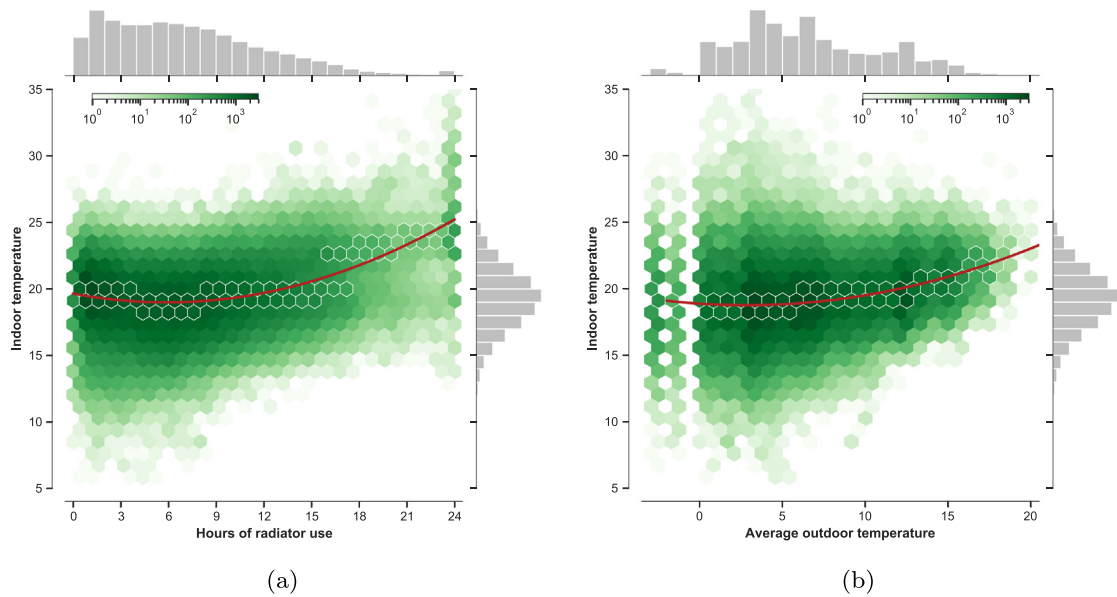 35
30
25
20
15
10
5
Indoor temperature
10^0 10^1 10^2 10^3
0 3 6 9 12 15 18 21 24
Hours of radiator use
(a)
35
30
25
20
15
10
5
Indoor temperature
10^0 10^1 10^2 10^3
0 5 10 15 20
Average outdoor temperature
(b)